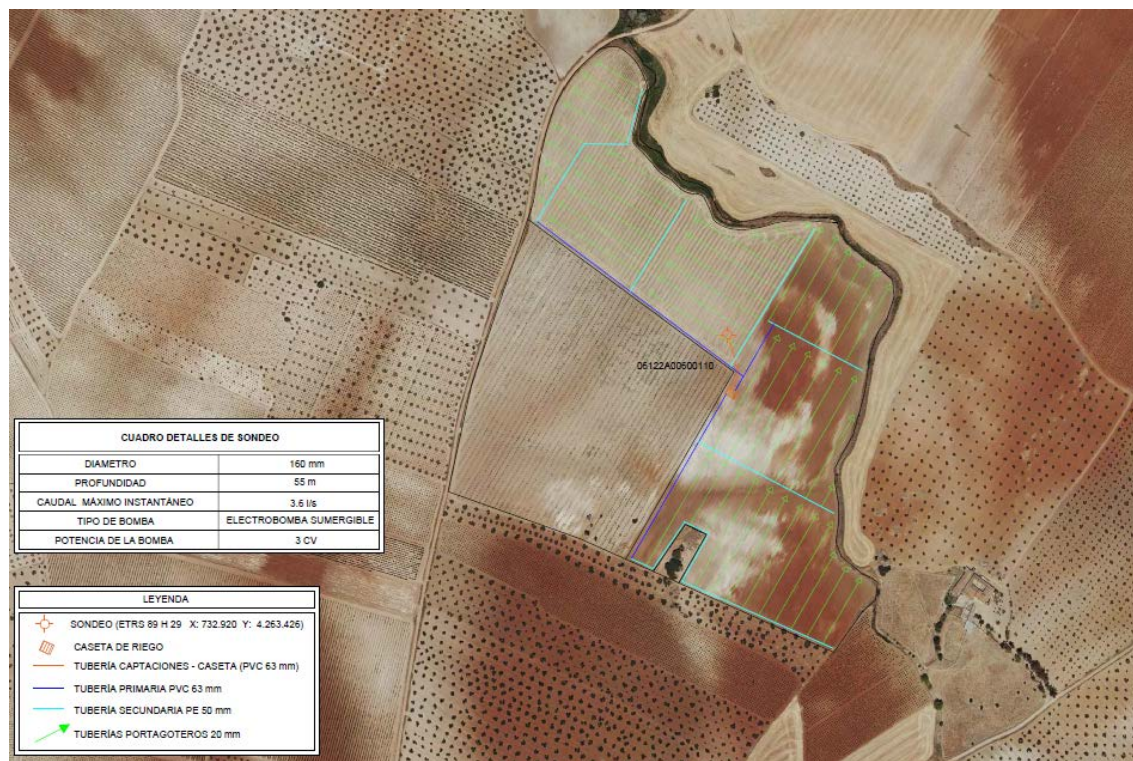 06122A00600110
CUADRO DETALLES DE SONDEO
DIAMETRO 160 mm
PROFUNDIDAD 55 m
CAUDAL MÁXIMO INSTANTÁNEO 3.6 l/s
TIPO DE BOMBA ELECTROBOMBA SUMERGIBLE
POTENCIA DE LA BOMBA 3 CV
LEYENDA
SONDEO (ETRS 89 H 29 X: 732.920 Y: 4.263.426)
CASETA DE RIEGO
TUBERÍA CAPTACIONES - CASETA (PVC 63 mm)
TUBERÍA PRIMARIA PVC 63 mm
TUBERÍA SECUNDARIA PE 50 mm
TUBERÍAS PORTAGOTEROS 20 mm